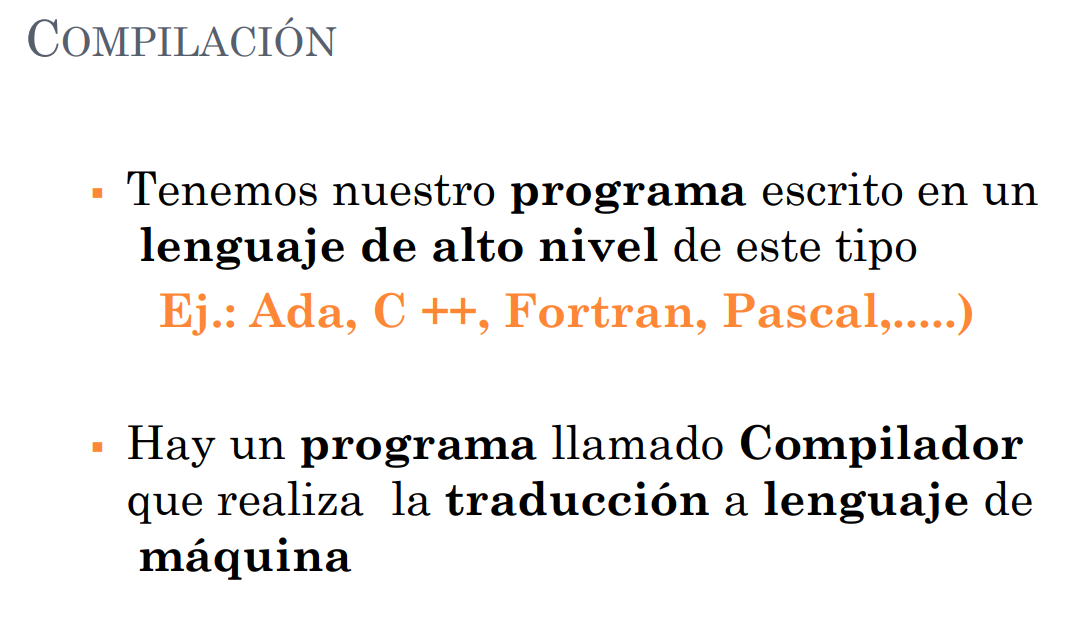 COMPILACIÓN
▪ Tenemos nuestro programa escrito en un
lenguaje de alto nivel de este tipo
Ej.: Ada, C ++, Fortran, Pascal,.....)
▪ Hay un programa llamado Compilador
que realiza  la traducción a lenguaje de
máquina